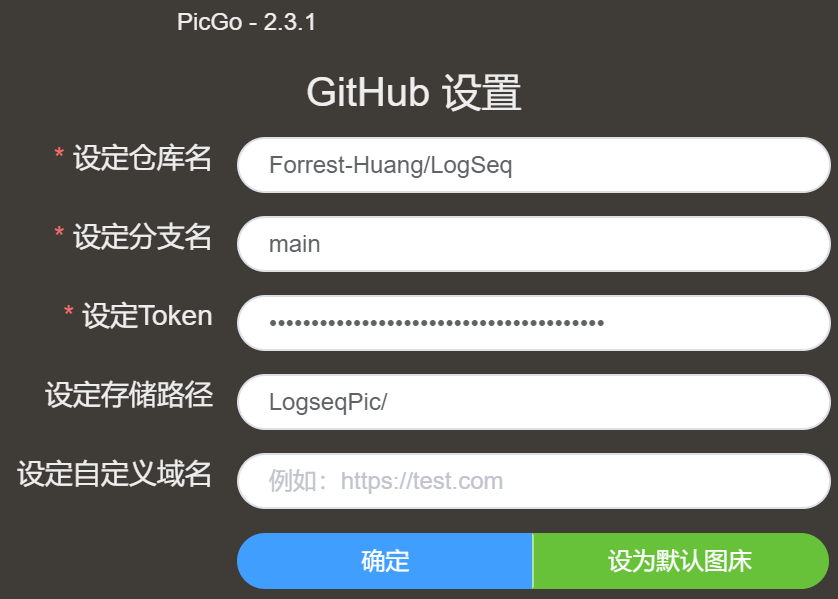 PicGo - 2.3.1
GitHub 设置
* 设定仓库名 Forrest-Huang/LogSeq
* 设定分支名 main
* 设定Token ••••••••••••••••••••••••••••••••••••••••
设定存储路径 LogseqPic/
设定自定义域名 例如：https://test.com
确定 设为默认图床